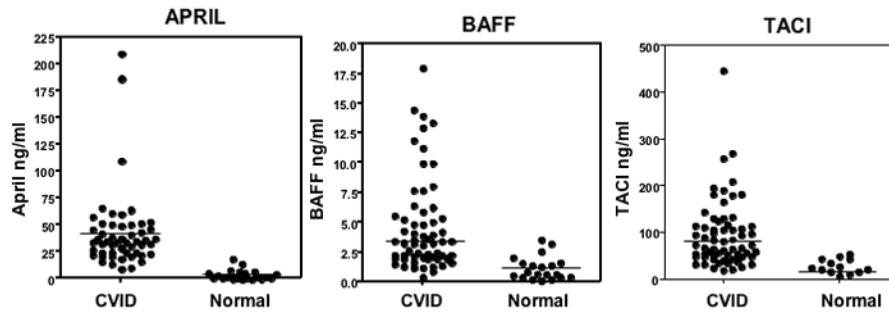 APRIL
April ng/ml
225
200
175
150
125
100
75
50
25
0
CVID Normal
BAFF
BAFF ng/ml
20.0
17.5
15.0
12.5
10.0
7.5
5.0
2.5
0.0
CVID Normal
TACI
TACI ng/ml
500
400
300
200
100
0
CVID Normal